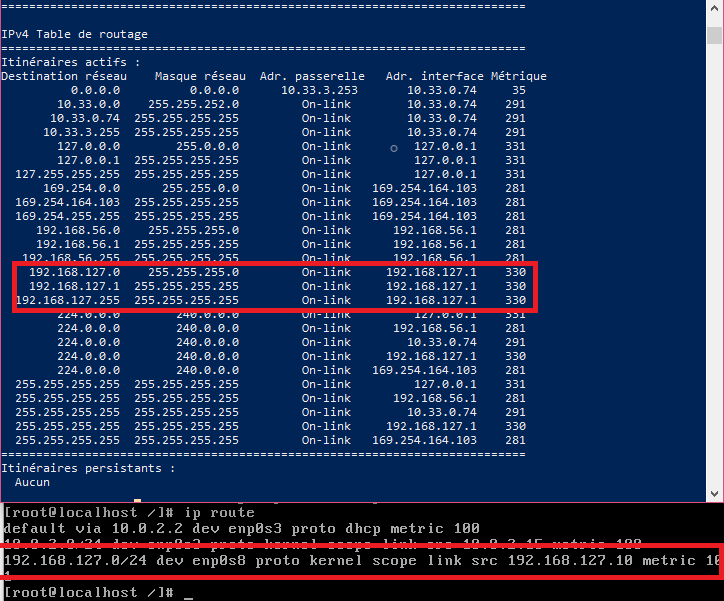 ==========================================================================
IPv4 Table de routage
==========================================================================
Itinéraires actifs :
Destination réseau    Masque réseau  Adr. passerelle   Adr. interface Métrique
0.0.0.0          0.0.0.0      10.33.3.253       10.33.0.74     35
10.33.0.0    255.255.252.0         On-link        10.33.0.74    291
10.33.0.74  255.255.255.255         On-link        10.33.0.74    291
10.33.3.255  255.255.255.255         On-link        10.33.0.74    291
127.0.0.0        255.0.0.0         On-link         127.0.0.1    331
127.0.0.1  255.255.255.255         On-link         127.0.0.1    331
127.255.255.255  255.255.255.255         On-link         127.0.0.1    331
169.254.0.0      255.255.0.0         On-link   169.254.164.103    281
169.254.164.103  255.255.255.255         On-link   169.254.164.103    281
169.254.255.255  255.255.255.255         On-link   169.254.164.103    281
192.168.56.0    255.255.255.0         On-link      192.168.56.1    281
192.168.56.1  255.255.255.255         On-link      192.168.56.1    281
192.168.56.255  255.255.255.255         On-link      192.168.56.1    281
192.168.127.0    255.255.255.0         On-link     192.168.127.1    330
192.168.127.1  255.255.255.255         On-link     192.168.127.1    330
192.168.127.255  255.255.255.255         On-link     192.168.127.1    330
224.0.0.0        240.0.0.0         On-link         127.0.0.1    331
224.0.0.0        240.0.0.0         On-link      192.168.56.1    281
224.0.0.0        240.0.0.0         On-link        10.33.0.74    291
224.0.0.0        240.0.0.0         On-link     192.168.127.1    330
224.0.0.0        240.0.0.0         On-link   169.254.164.103    281
255.255.255.255  255.255.255.255         On-link         127.0.0.1    331
255.255.255.255  255.255.255.255         On-link      192.168.56.1    281
255.255.255.255  255.255.255.255         On-link        10.33.0.74    291
255.255.255.255  255.255.255.255         On-link     192.168.127.1    330
255.255.255.255  255.255.255.255         On-link   169.254.164.103    281
==========================================================================
Itinéraires persistants :
Aucun
[root@localhost /]# ip route
default via 10.0.2.2 dev enp0s3 proto dhcp metric 100
10.0.2.0/24 dev enp0s3 proto kernel scope link src 10.0.2.15 metric 100
192.168.127.0/24 dev enp0s8 proto kernel scope link src 192.168.127.10 metric 10
1
[root@localhost /]# _